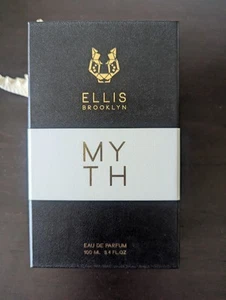 ELLIS
BROOKLYN
MY
TH
EAU DE PARFUM
100 ML 3.4 FL.OZ